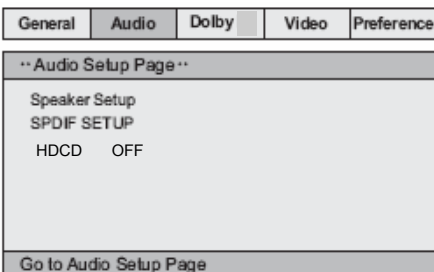 General Audio Dolby Video Preference
·· Audio Setup Page ··
Speaker Setup
SPDIF SETUP
HDCD OFF
Go to Audio Setup Page